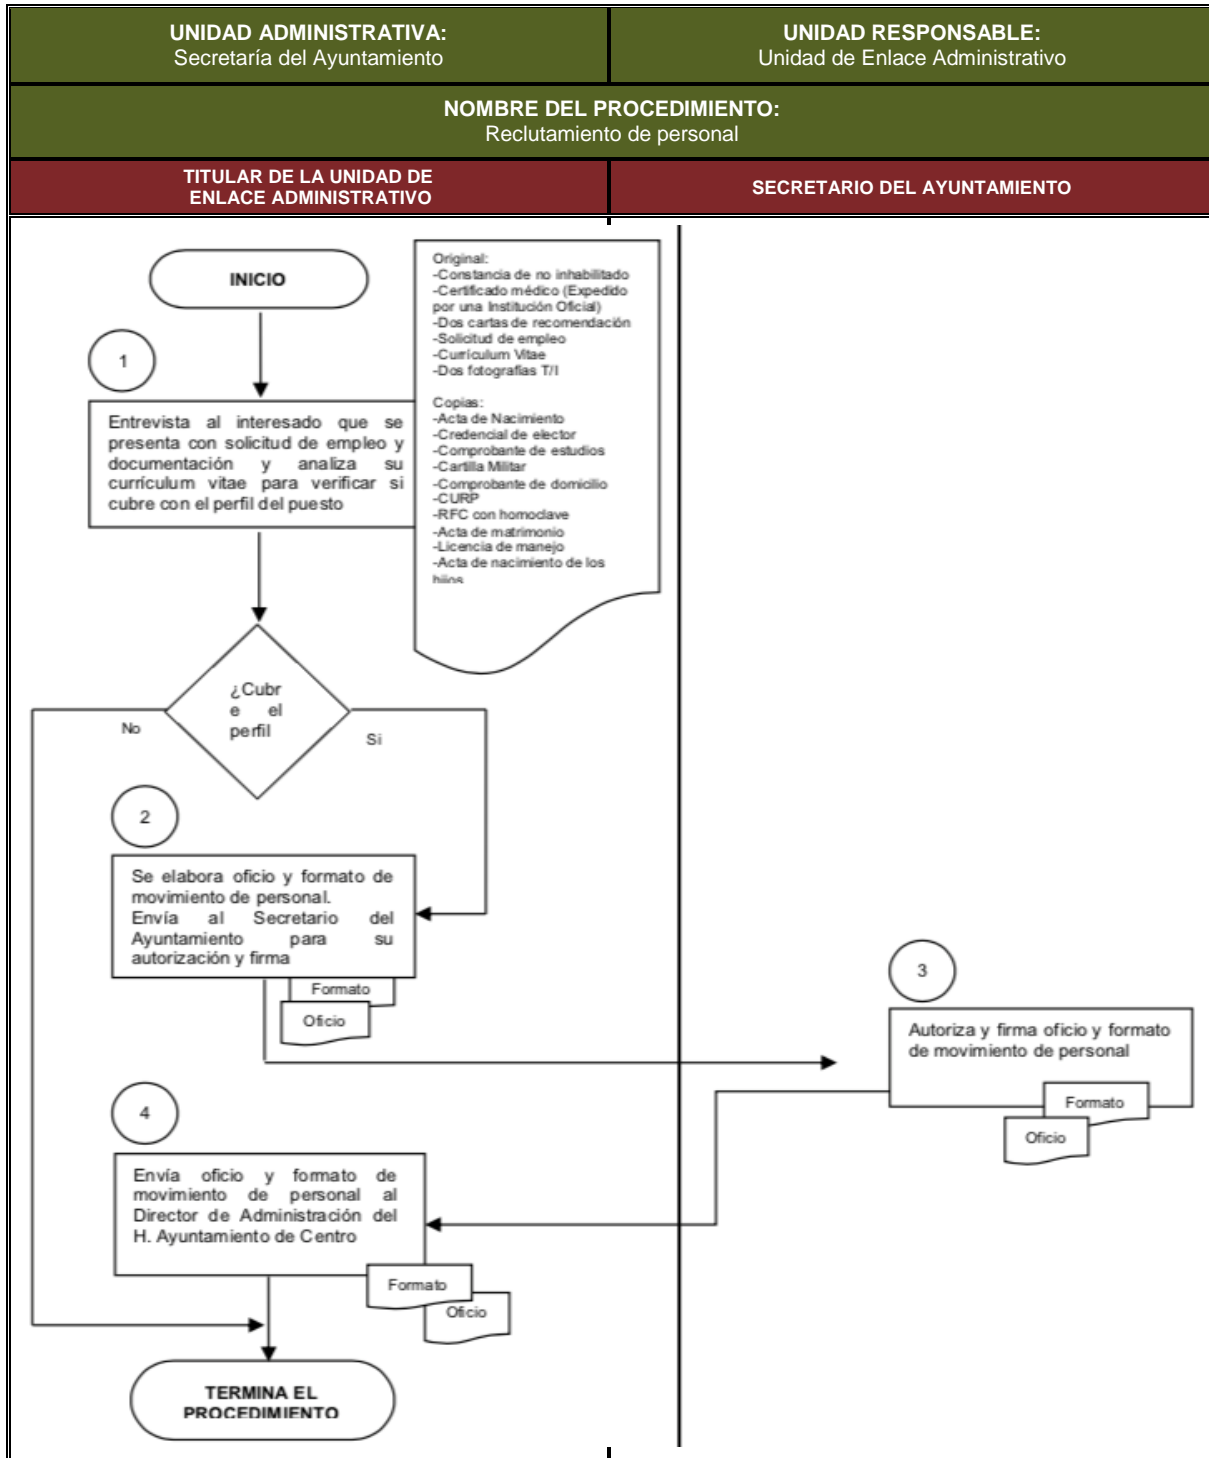 UNIDAD ADMINISTRATIVA:
Secretaría del Ayuntamiento
UNIDAD RESPONSABLE:
Unidad de Enlace Administrativo
NOMBRE DEL PROCEDIMIENTO:
Reclutamiento de personal
TITULAR DE LA UNIDAD DE
ENLACE ADMINISTRATIVO
SECRETARIO DEL AYUNTAMIENTO
INICIO
Original:
-Constancia de no inhabilitado
-Certificado médico (Expedido
por una Institución Oficial)
-Dos cartas de recomendación
-Solicitud de empleo
-Currículum Vitae
-Dos fotografías T/I
Copias:
-Acta de Nacimiento
-Credencial de elector
-Comprobante de estudios
-Cartilla Militar
-Comprobante de domicilio
-CURP
-RFC con homoclave
-Acta de matrimonio
-Licencia de manejo
-Acta de nacimiento de los
hijos
1
Entrevista al interesado que se
presenta con solicitud de empleo y
documentación y analiza su
currículum vitae para verificar si
cubre con el perfil del puesto
¿Cubr
e el
perfil
No
Si
2
Se elabora oficio y formato de
movimiento de personal.
Envía al Secretario del
Ayuntamiento para su
autorización y firma
Formato
Oficio
3
Autoriza y firma oficio y formato
de movimiento de personal
Formato
Oficio
4
Envía oficio y formato de
movimiento de personal al
Director de Administración del
H. Ayuntamiento de Centro
Formato
Oficio
TERMINA EL
PROCEDIMIENTO